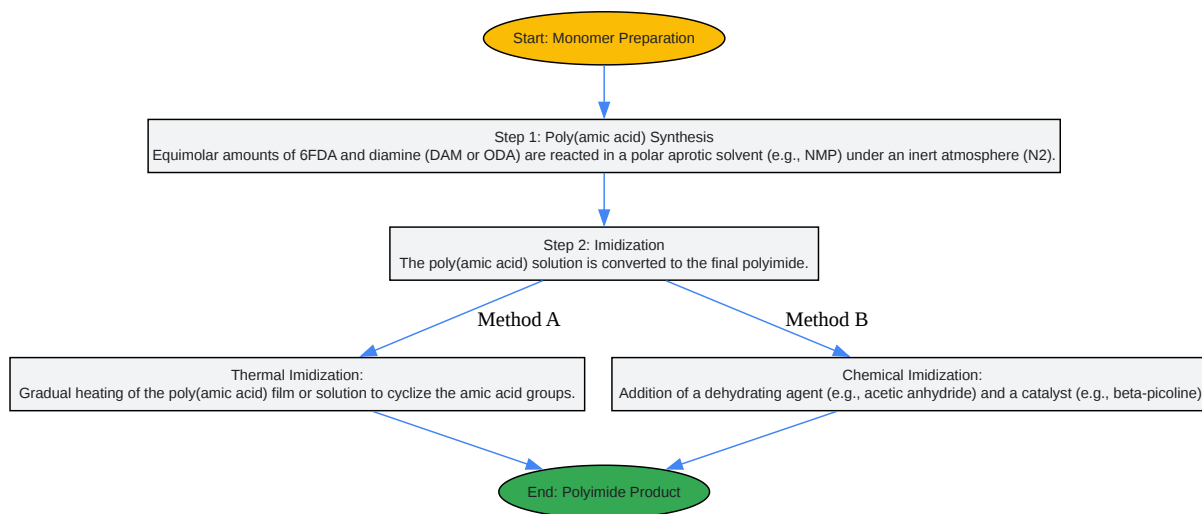 Start: Monomer Preparation
Step 1: Poly(amic acid) Synthesis
Equimolar amounts of 6FDA and diamine (DAM or ODA) are reacted in a polar aprotic solvent (e.g., NMP) under an inert atmosphere (N2).
Step 2: Imidization
The poly(amic acid) solution is converted to the final polyimide.
Method A
Method B
Thermal Imidization:
Gradual heating of the poly(amic acid) film or solution to cyclize the amic acid groups.
Chemical Imidization:
Addition of a dehydrating agent (e.g., acetic anhydride) and a catalyst (e.g., beta-picoline)
End: Polyimide Product